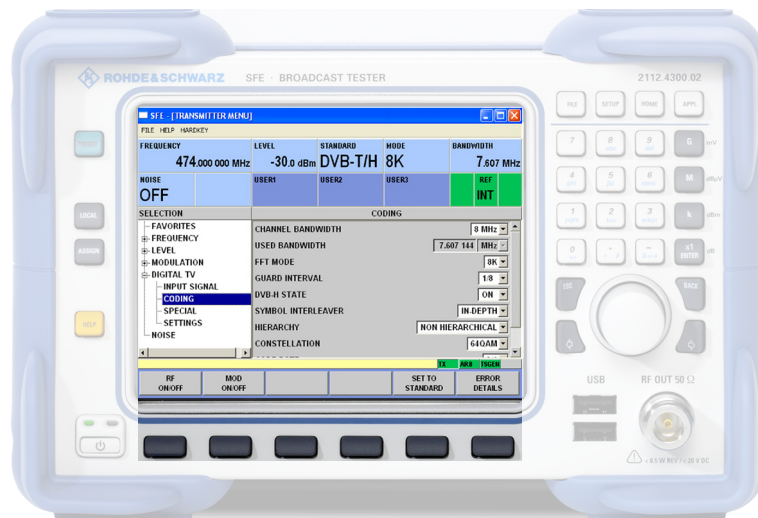 ROHDE&SCHWARZ SFE · BROADCAST TESTER 2112.4300.02
SFE - [TRANSMITTER MENU]
FILE HELP HARDKEY
FREQUENCY LEVEL STANDARD MODE BANDWIDTH
474.000 000 MHz -30.0 dBm DVB-T/H 8K 7.607 MHz
NOISE USER1 USER2 USER3 REF
OFF INT
SELECTION CODING
FAVORITES
FREQUENCY
LEVEL
MODULATION
DIGITAL TV
INPUT SIGNAL
CODING
SPECIAL
SETTINGS
NOISE
CHANNEL BANDWIDTH 8 MHz
USED BANDWIDTH 7.607 144 MHz
FFT MODE 8K
GUARD INTERVAL 1/8
DVB-H STATE ON
SYMBOL INTERLEAVER IN-DEPTH
HIERARCHY NON HIERARCHICAL
CONSTELLATION 64QAM
TX TSGEN
RF ON/OFF
MOD ON/OFF
SET TO STANDARD
ERROR DETAILS
FILE SETUP HOME APPL
7 8 9 G mV
4 5 6 M dBµV
1 2 3 k dBm
0 . - x1 ENTER dB
ESC BACK
LOCAL
ASSIGN
HELP
USB RF OUT 50 Ω